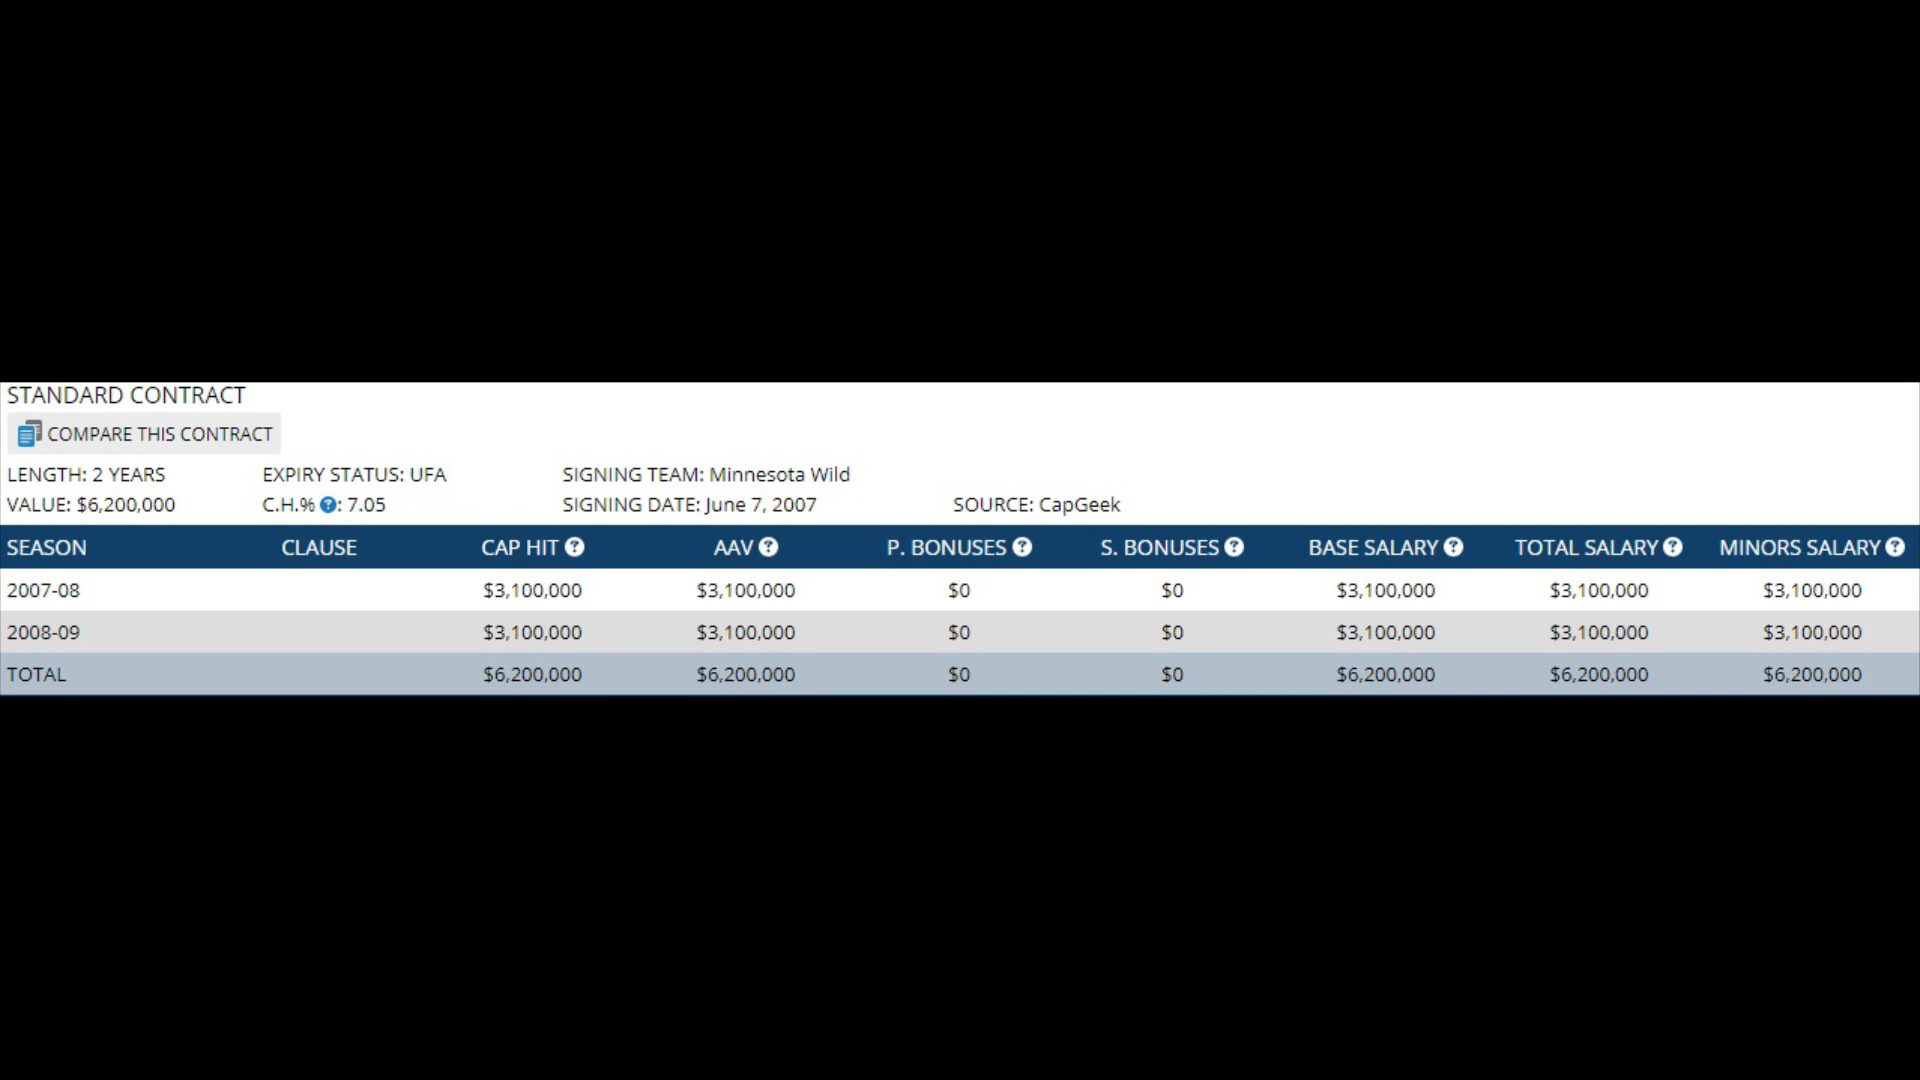 STANDARD CONTRACT
COMPARE THIS CONTRACT
LENGTH: 2 YEARS EXPIRY STATUS: UFA SIGNING TEAM: Minnesota Wild
VALUE: $6,200,000 C.H.% ?: 7.05 SIGNING DATE: June 7, 2007 SOURCE: CapGeek
SEASON CLAUSE CAP HIT ? AAV ? P. BONUSES ? S. BONUSES ? BASE SALARY ? TOTAL SALARY ? MINORS SALARY ?
2007-08 $3,100,000 $3,100,000 $0 $0 $3,100,000 $3,100,000 $3,100,000
2008-09 $3,100,000 $3,100,000 $0 $0 $3,100,000 $3,100,000 $3,100,000
TOTAL $6,200,000 $6,200,000 $0 $0 $6,200,000 $6,200,000 $6,200,000